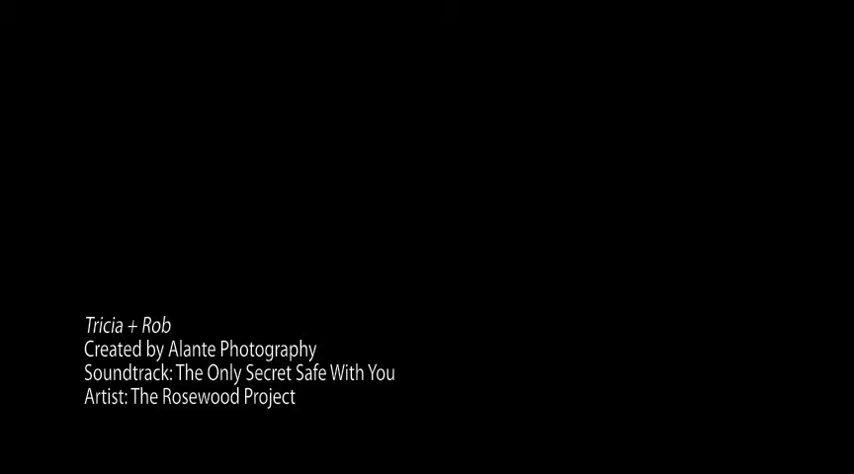 Tricia + Rob
Created by Alante Photography
Soundtrack: The Only Secret Safe With You
Artist: The Rosewood Project